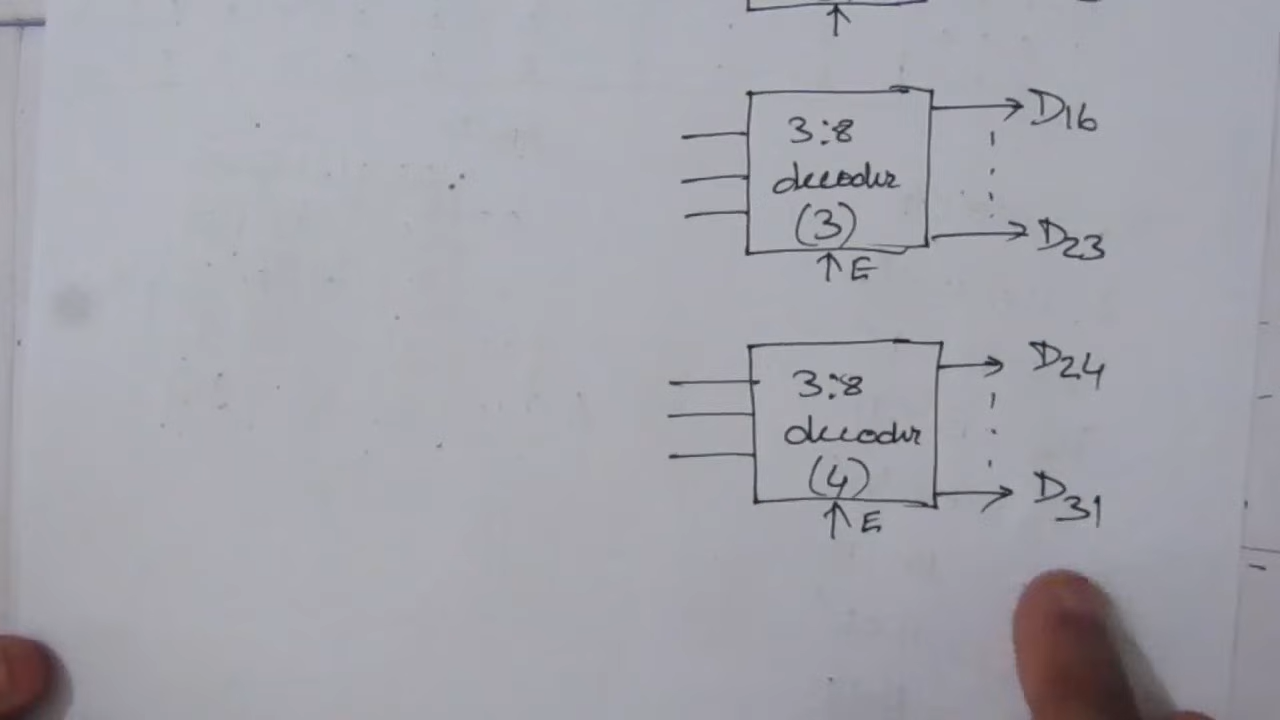 3:8
decoder
(3)
E
D16
D23
3:8
decoder
(4)
E
D24
D31